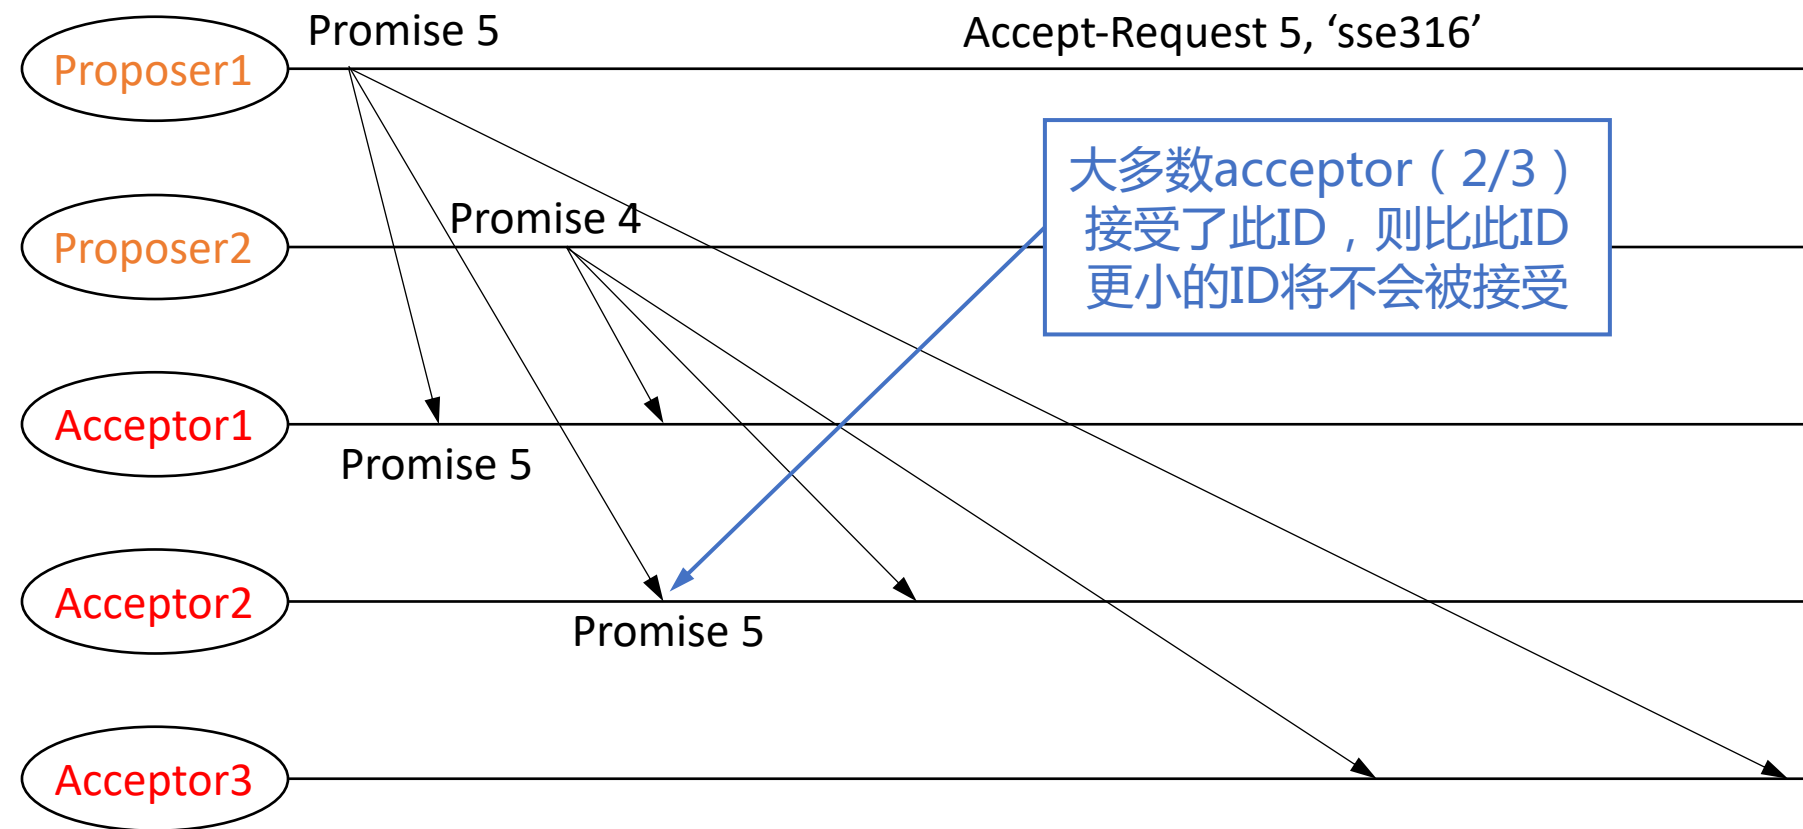 Promise 5
Accept-Request 5, ‘sse316’
Proposer1
大多数acceptor（2/3）
接受了此ID，则比此ID
更小的ID将不会被接受
Promise 4
Proposer2
Acceptor1
Promise 5
Acceptor2
Promise 5
Acceptor3